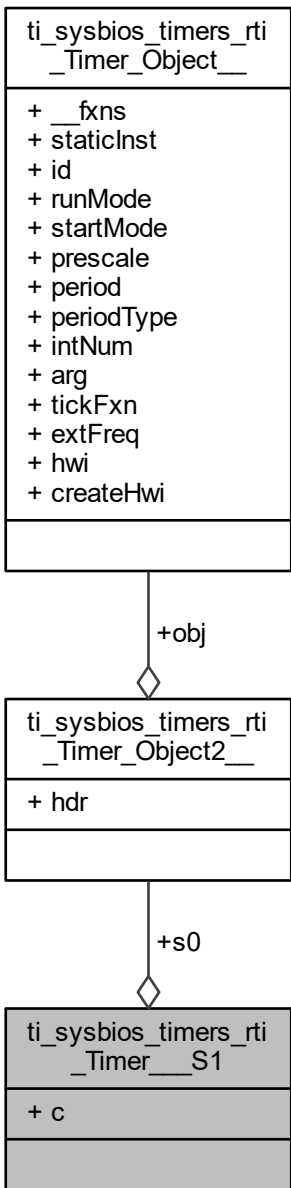 ti_sysbios_timers_rti
_Timer_Object__
+ __fxns
+ staticInst
+ id
+ runMode
+ startMode
+ prescale
+ period
+ periodType
+ intNum
+ arg
+ tickFxn
+ extFreq
+ hwi
+ createHwi
+obj
ti_sysbios_timers_rti
_Timer_Object2__
+ hdr
+s0
ti_sysbios_timers_rti
_Timer___S1
+ c